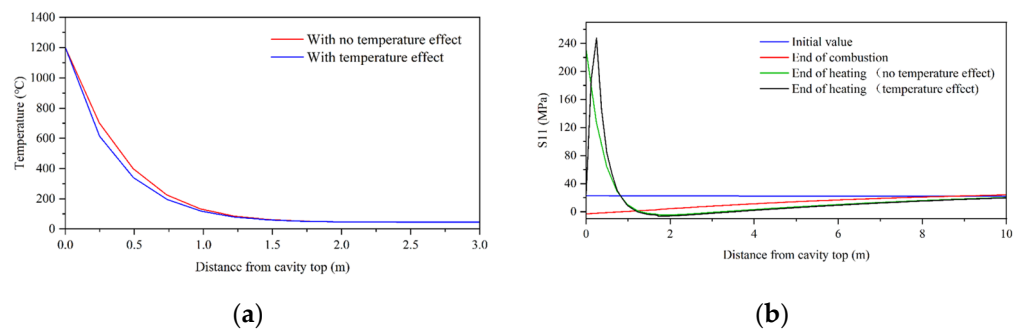 1400
1200
1000
800
600
400
200
0
Temperature (℃)
With no temperature effect
With temperature effect
0.0 0.5 1.0 1.5 2.0 2.5 3.0
Distance from cavity top (m)
(a)
240
200
160
120
80
40
0
S11 (MPa)
Initial value
End of combustion
End of heating （no temperature effect)
End of heating （temperature effect)
0 2 4 6 8 10
Distance from cavity top (m)
(b)